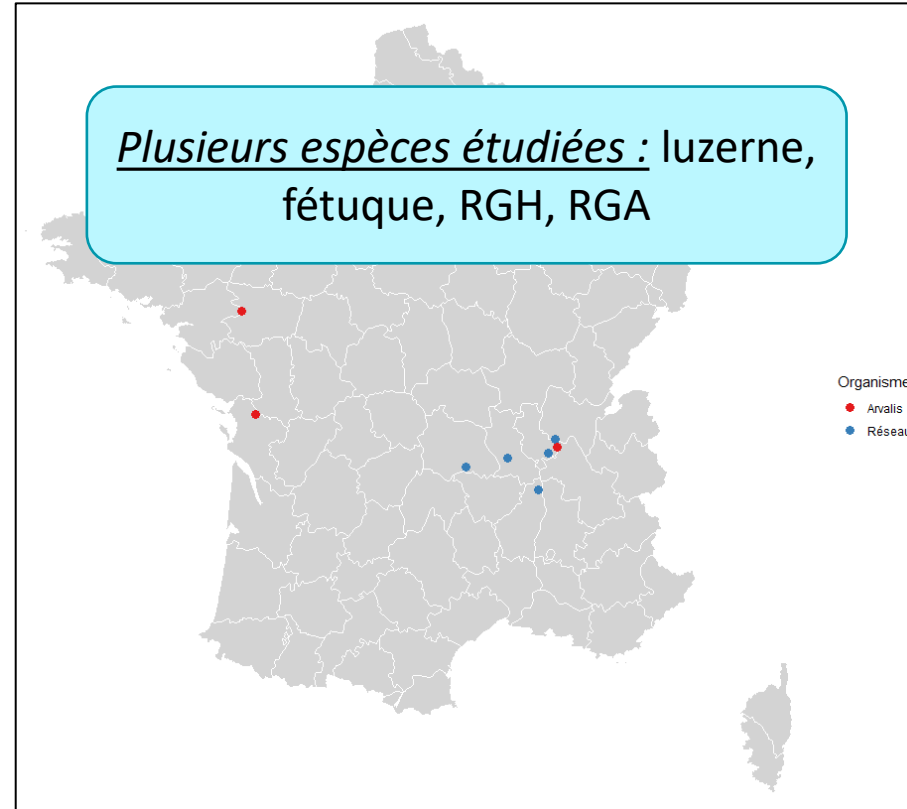 Plusieurs espèces étudiées : luzerne,
fétuque, RGH, RGA
Organisme
Arvalis
Réseau